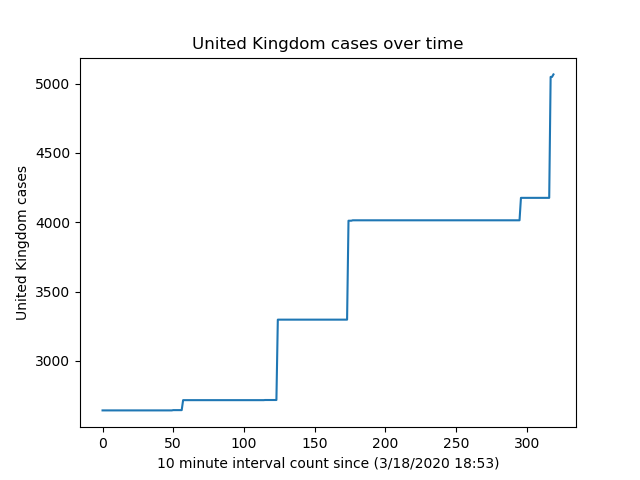 United Kingdom cases over time
United Kingdom cases
5000
4500
4000
3500
3000
0 50 100 150 200 250 300
10 minute interval count since (3/18/2020 18:53)